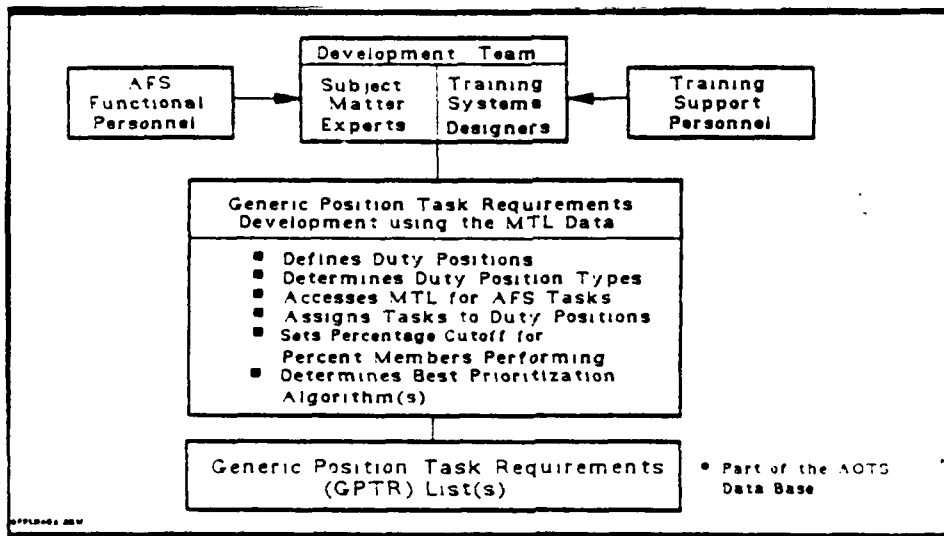 Development Team
AFS
Functional
Personnel
Subject
Matter
Experts
Training
Systems
Designers
Training
Support
Personnel
Generic Position Task Requirements
Development using the MTL Data
■ Defines Duty Positions
■ Determines Duty Position Types
■ Accesses MTL for AFS Tasks
■ Assigns Tasks to Duty Positions
■ Sets Percentage Cutoff for
Percent Members Performing
■ Determines Best Prioritization
Algorithm(s)
Generic Position Task Requirements
(GPTR) List(s)
• Part of the AOTS
Data Base